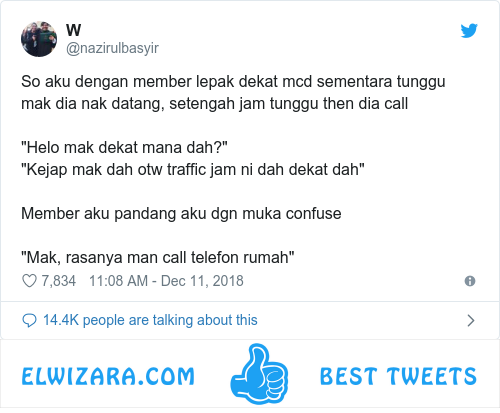 W
@nazirulbasyir
So aku dengan member lepak dekat mcd sementara tunggu
mak dia nak datang, setengah jam tunggu then dia call
"Helo mak dekat mana dah?"
"Kejap mak dah otw traffic jam ni dah dekat dah"
Member aku pandang aku dgn muka confuse
"Mak, rasanya man call telefon rumah"
7,834 11:08 AM - Dec 11, 2018
14.4K people are talking about this
ELWIZARA.COM BEST TWEETS